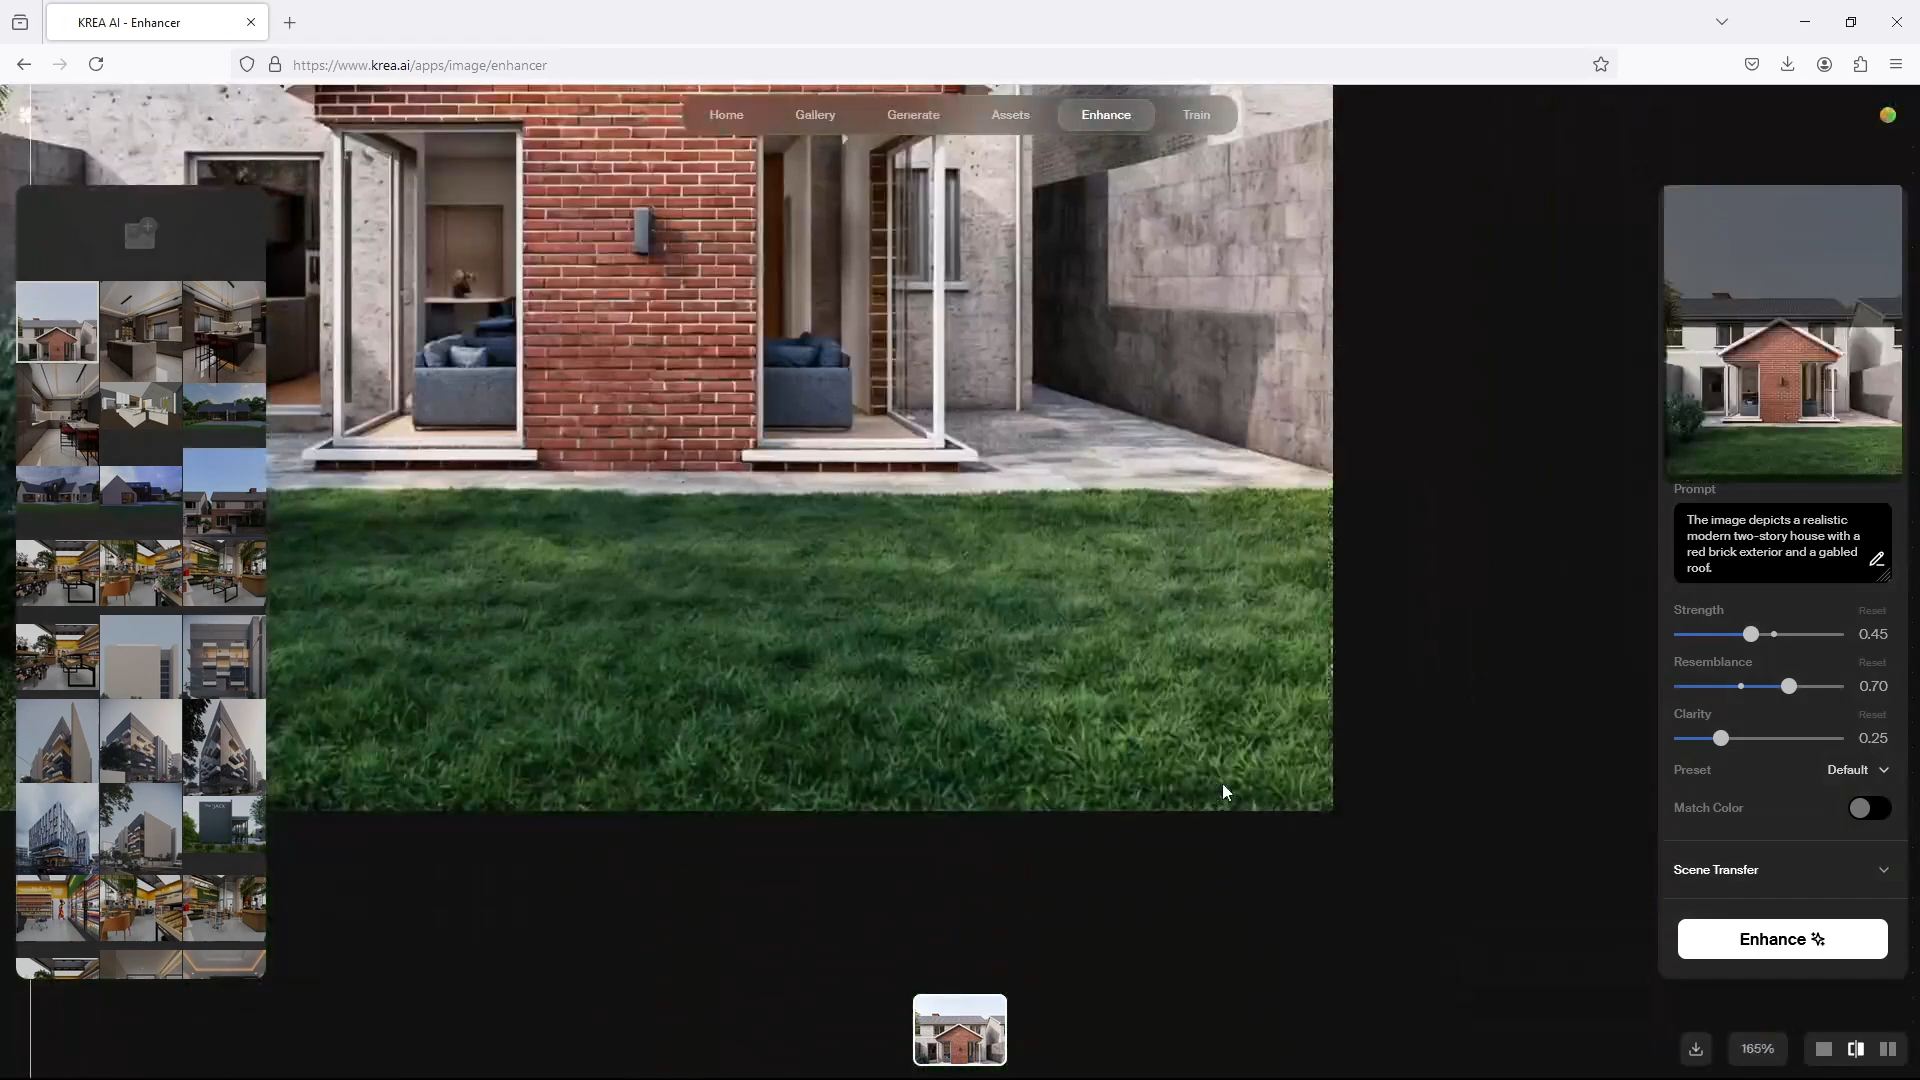 KREA AI - Enhancer
https://www.krea.ai/apps/image/enhancer
Home
Gallery
Generate
Assets
Enhance
Train
Prompt
The image depicts a realistic
modern two-story house with a
red brick exterior and a gabled
roof.
Strength
Reset
0.45
Resemblance
Reset
0.70
Clarity
Reset
0.25
Preset
Default
Match Color
Scene Transfer
Enhance
165%